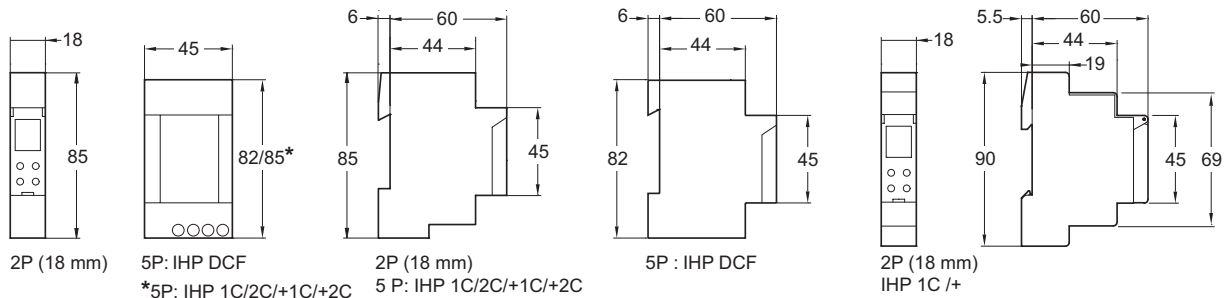 18
45
6
60
44
6
60
44
18
5.5
60
44
19
85
82/85*
85
45
82
45
90
45
69
2P (18 mm)
5P: IHP DCF
*5P: IHP 1C/2C/+1C/+2C
2P (18 mm)
5 P: IHP 1C/2C/+1C/+2C
5P : IHP DCF
2P (18 mm)
IHP 1C /+